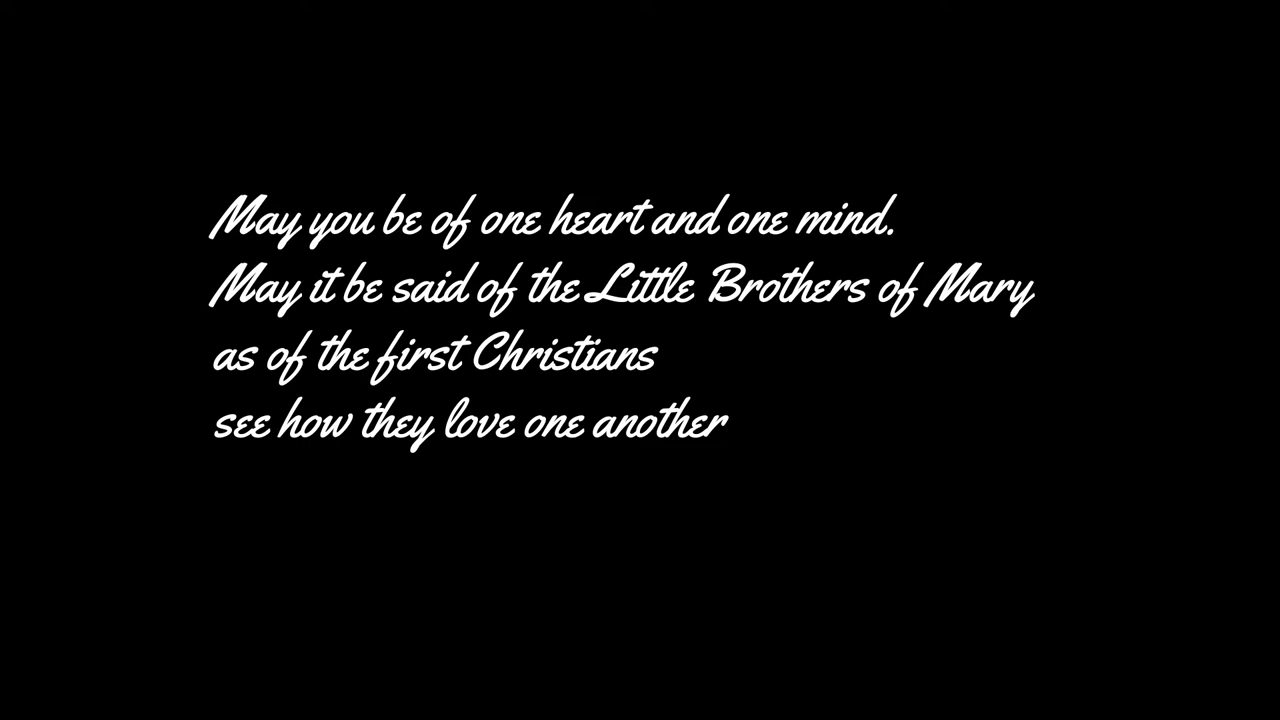 May you be of one heart and one mind.
May it be said of the Little Brothers of Mary
as of the first Christians
see how they love one another